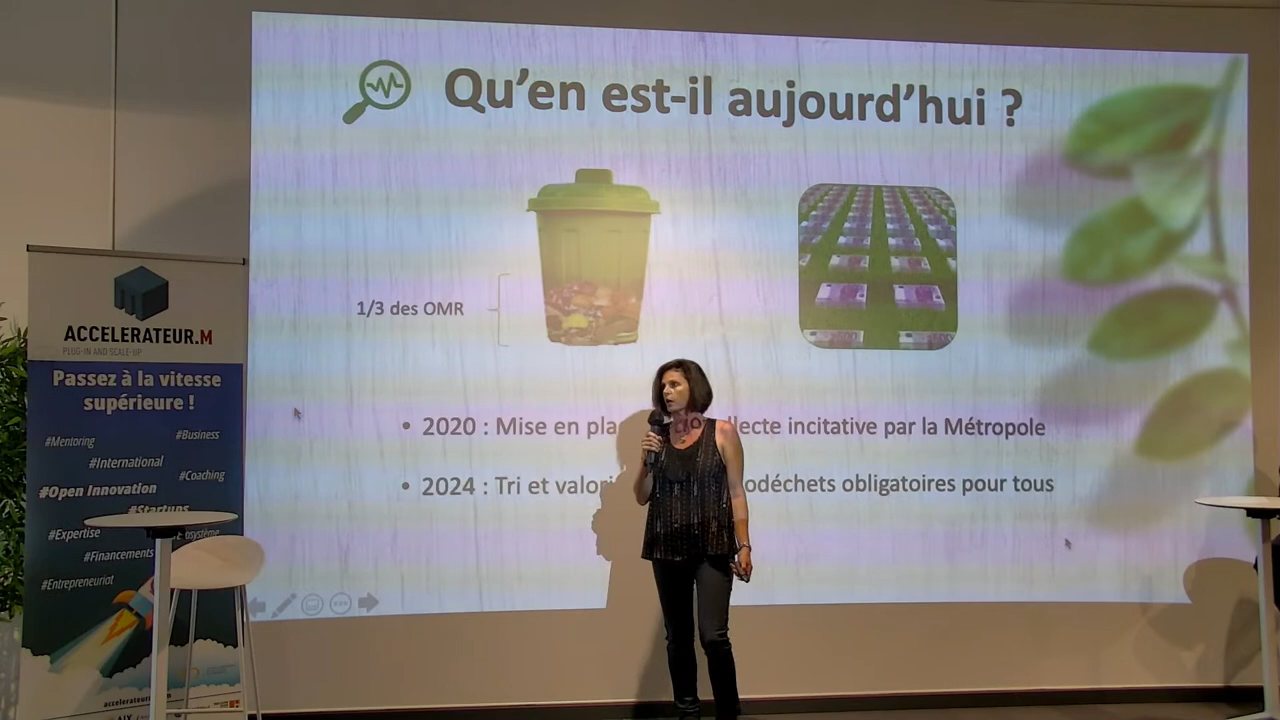 Qu'en est-il aujourd'hui ?
1/3 des OMR
• 2020 : Mise en pla llecte incitative par la Métropole
• 2024 : Tri et valori odéchets obligatoires pour tous
ACCELERATEUR.M
PLUG-IN AND SCALE-UP
Passez à la vitesse
supérieure !
#Mentoring
#Business
#International
#Coaching
#Open Innovation
#Startups
#Expertise
#Financements
#Entrepreneuriat